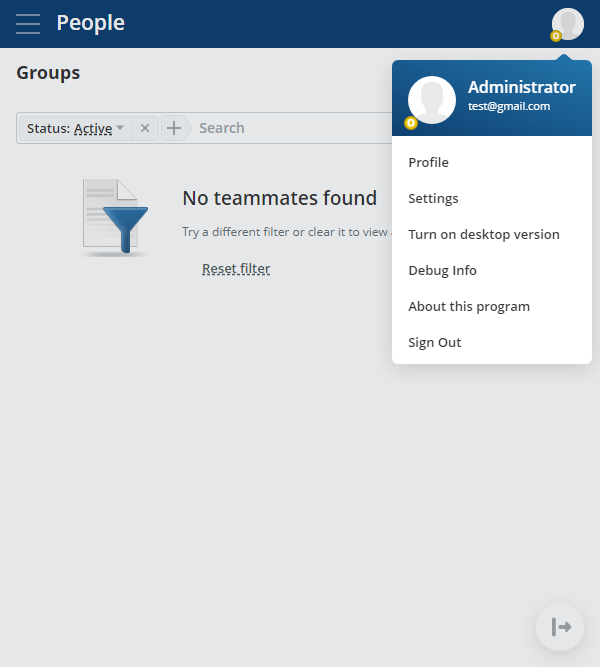 People
Groups
Status: Active
Search
No teammates found
Try a different filter or clear it to view
Reset filter
Administrator
test@gmail.com
Profile
Settings
Turn on desktop version
Debug Info
About this program
Sign Out